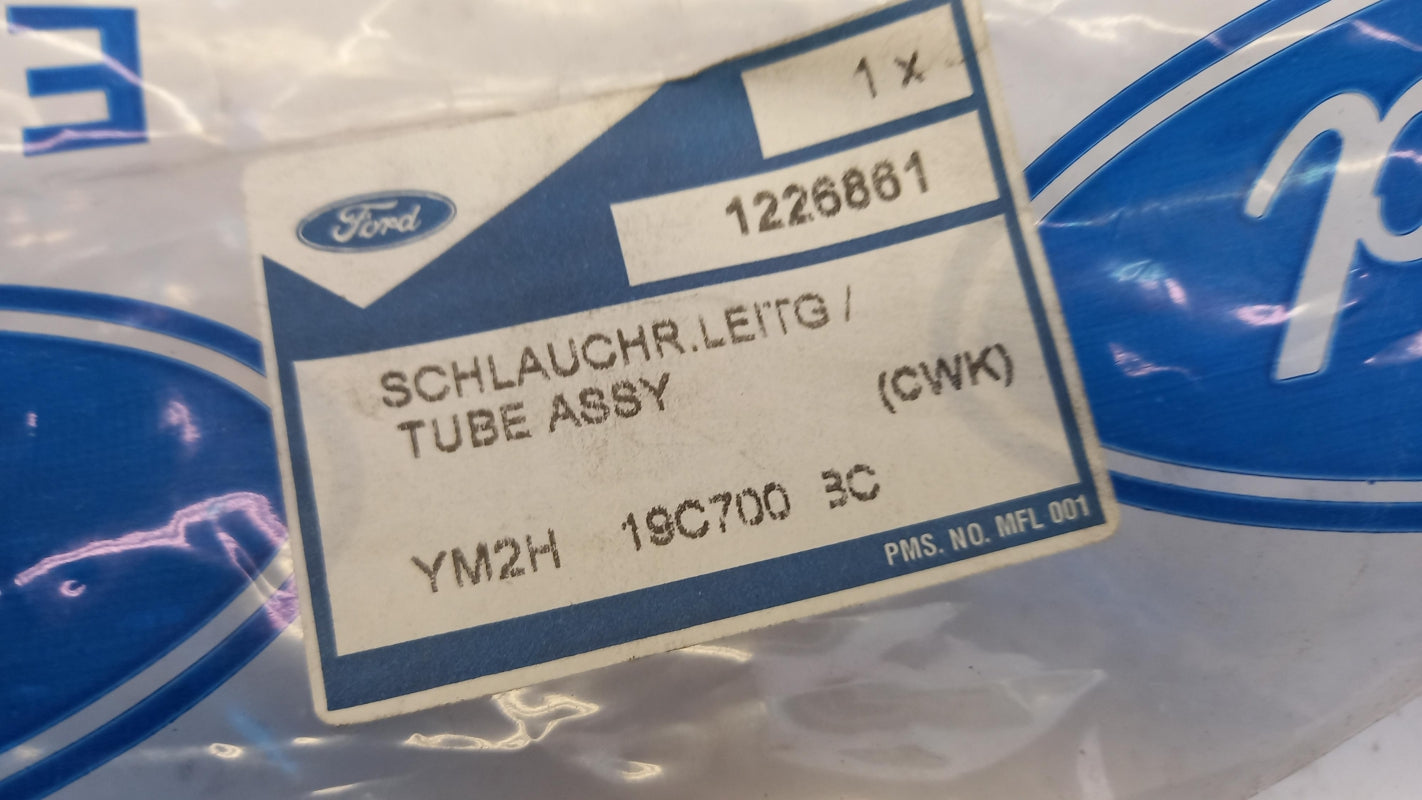 1 x
Ford
1226861
SCHLAUCHR.LEITG /
TUBE ASSY (CWK)
YM2H 19C700 BC
PMS. NO. MFL 001